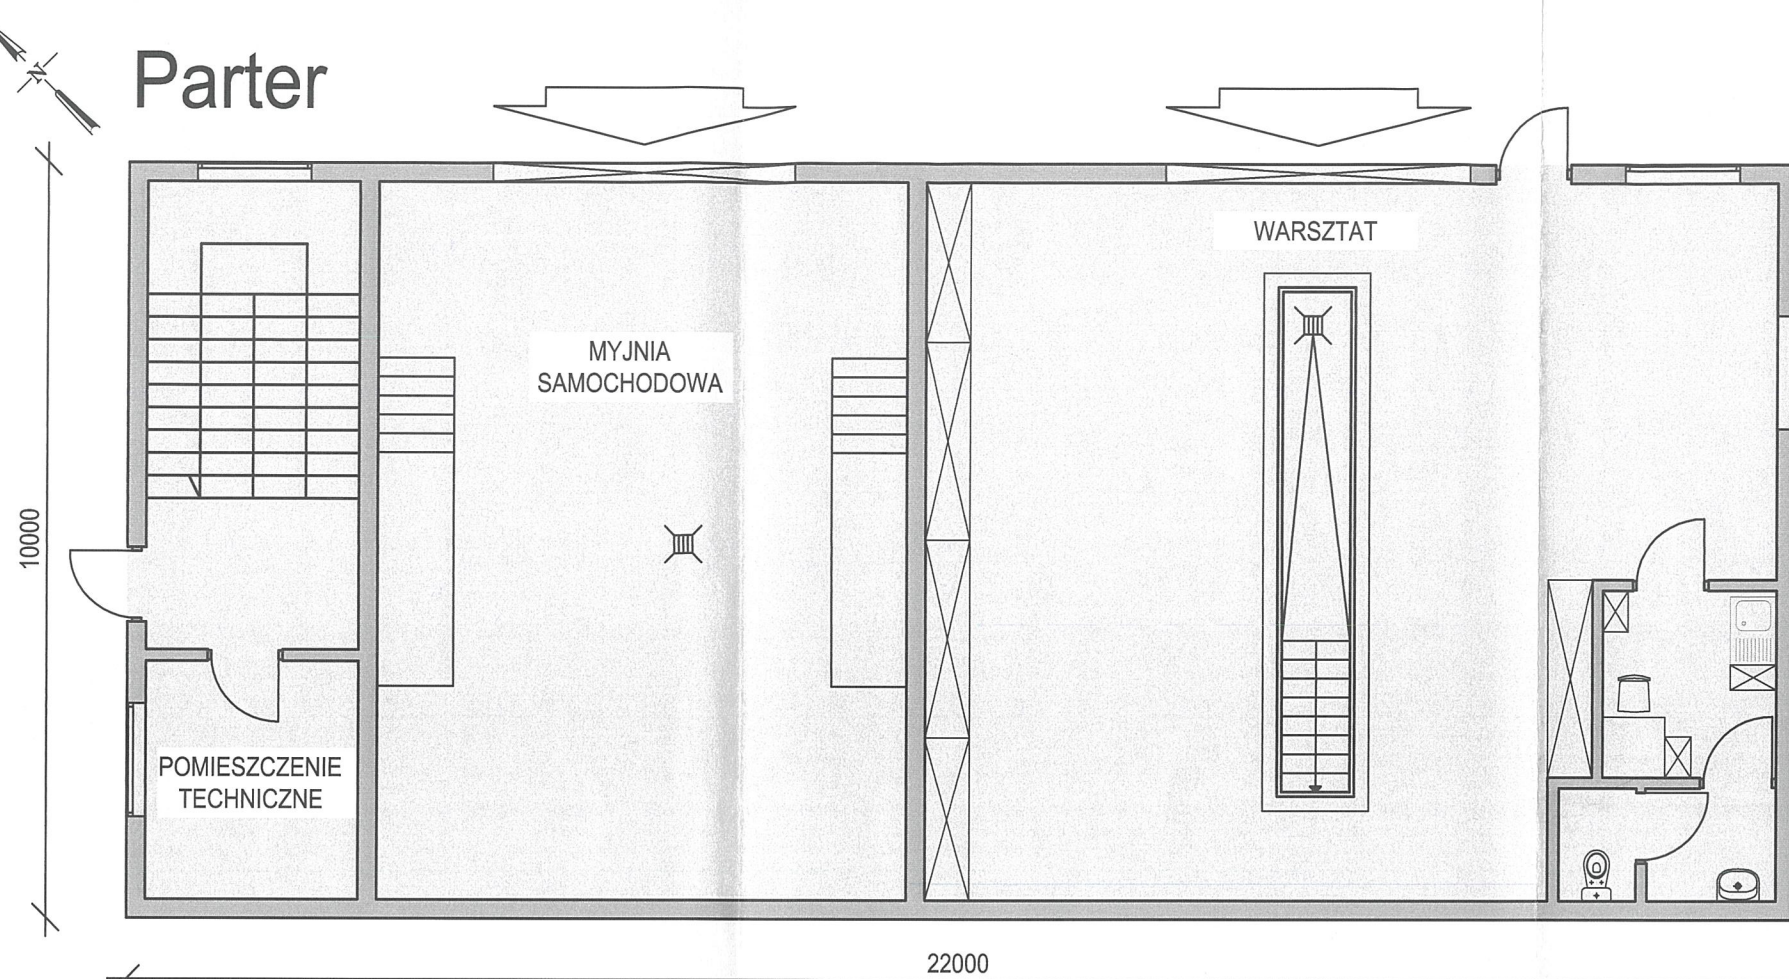 N
Parter
WARSZTAT
MYJNIA
SAMOCHODOWA
10000
POMIESZCZENIE
TECHNICZNE
22000